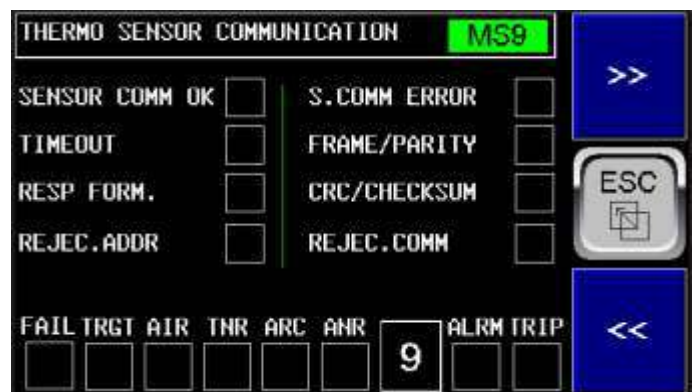 THERMO SENSOR COMMUNICATION MS9
>>
SENSOR COMM OK S.COMM ERROR
TIMEOUT FRAME/PARITY
RESP FORM. CRC/CHECKSUM
ESC
REJEC.ADDR REJEC.COMM
FAIL TRGT AIR TNR ARC ANR 9 ALRM TRIP
<<